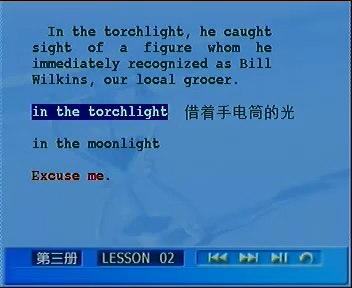 In the torchlight, he caught
sight of a figure whom he
immediately recognized as Bill
Wilkins, our local grocer.
in the torchlight 借着手电筒的光
in the moonlight
Excuse me.
第三册 LESSON 02